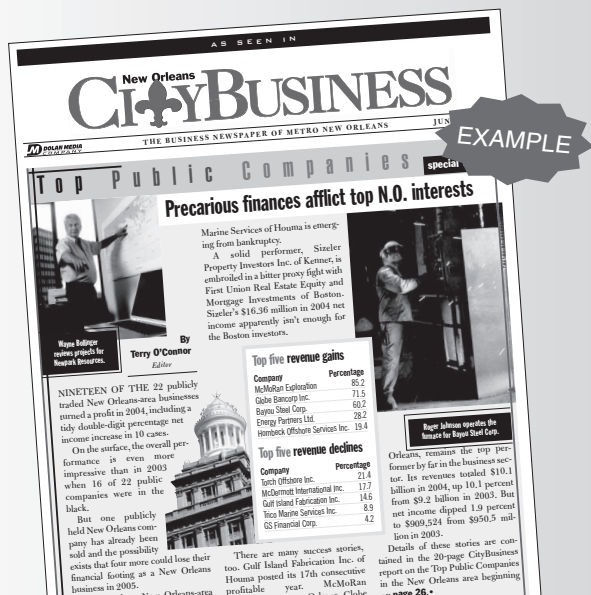 AS SEEN IN
New Orleans
CITYBUSINESS
DOLAN MEDIA
COMPANY
THE BUSINESS NEWSPAPER OF METRO NEW ORLEANS
JUN
EXAMPLE
Top Public Companies
special
Precarious finances afflict top N.O. interests
Wayne Bollinger
reviews projects for
Newpark Resources.
By
Terry O'Connor
Editor
NINETEEN OF THE 22 publicly
traded New Orleans-area businesses
turned a profit in 2004, including a
tidy double-digit percentage net
income increase in 10 cases.
On the surface, the overall per-
formance is even more
impressive than in 2003
when 16 of 22 public
companies were in the
black.
But one publicly
held New Orleans com-
pany has already been
sold and the possibility
exists that four more could lose their
financial footing as a New Orleans
business in 2005.
New Orleans-area
Marine Services of Houma is emerg-
ing from bankruptcy.
A solid performer, Sizeler
Property Investors Inc. of Kenner, is
embroiled in a bitter proxy fight with
First Union Real Estate Equity and
Mortgage Investments of Boston.
Sizeler's $16.36 million in 2004 net
income apparently isn't enough for
the Boston investors.
Top five revenue gains
Company Percentage
McMoRan Exploration 85.2
Globe Bancorp Inc. 71.5
Bayou Steel Corp. 60.2
Energy Partners Ltd. 28.2
Hornbeck Offshore Services Inc. 19.4
Top five revenue declines
Company Percentage
Torch Offshore Inc. 21.4
McDermott International Inc. 17.7
Gulf Island Fabrication Inc. 14.6
Trico Marine Services Inc. 8.9
GS Financial Corp. 4.2
There are many success stories,
too. Gulf Island Fabrication Inc. of
Houma posted its 17th consecutive
profitable year. McMoRan
Globe
Roger Johnson operates the
furnace for Bayou Steel Corp.
Orleans, remains the top per-
former by far in the business sec-
tor. Its revenues totaled $10.1
billion in 2004, up 10.1 percent
from $9.2 billion in 2003. But
net income dipped 1.9 percent
to $909,524 from $950,5 mil-
lion in 2003.
Details of these stories are con-
tained in the 20-page CityBusiness
report on the Top Public Companies
in the New Orleans area beginning
page 26.•